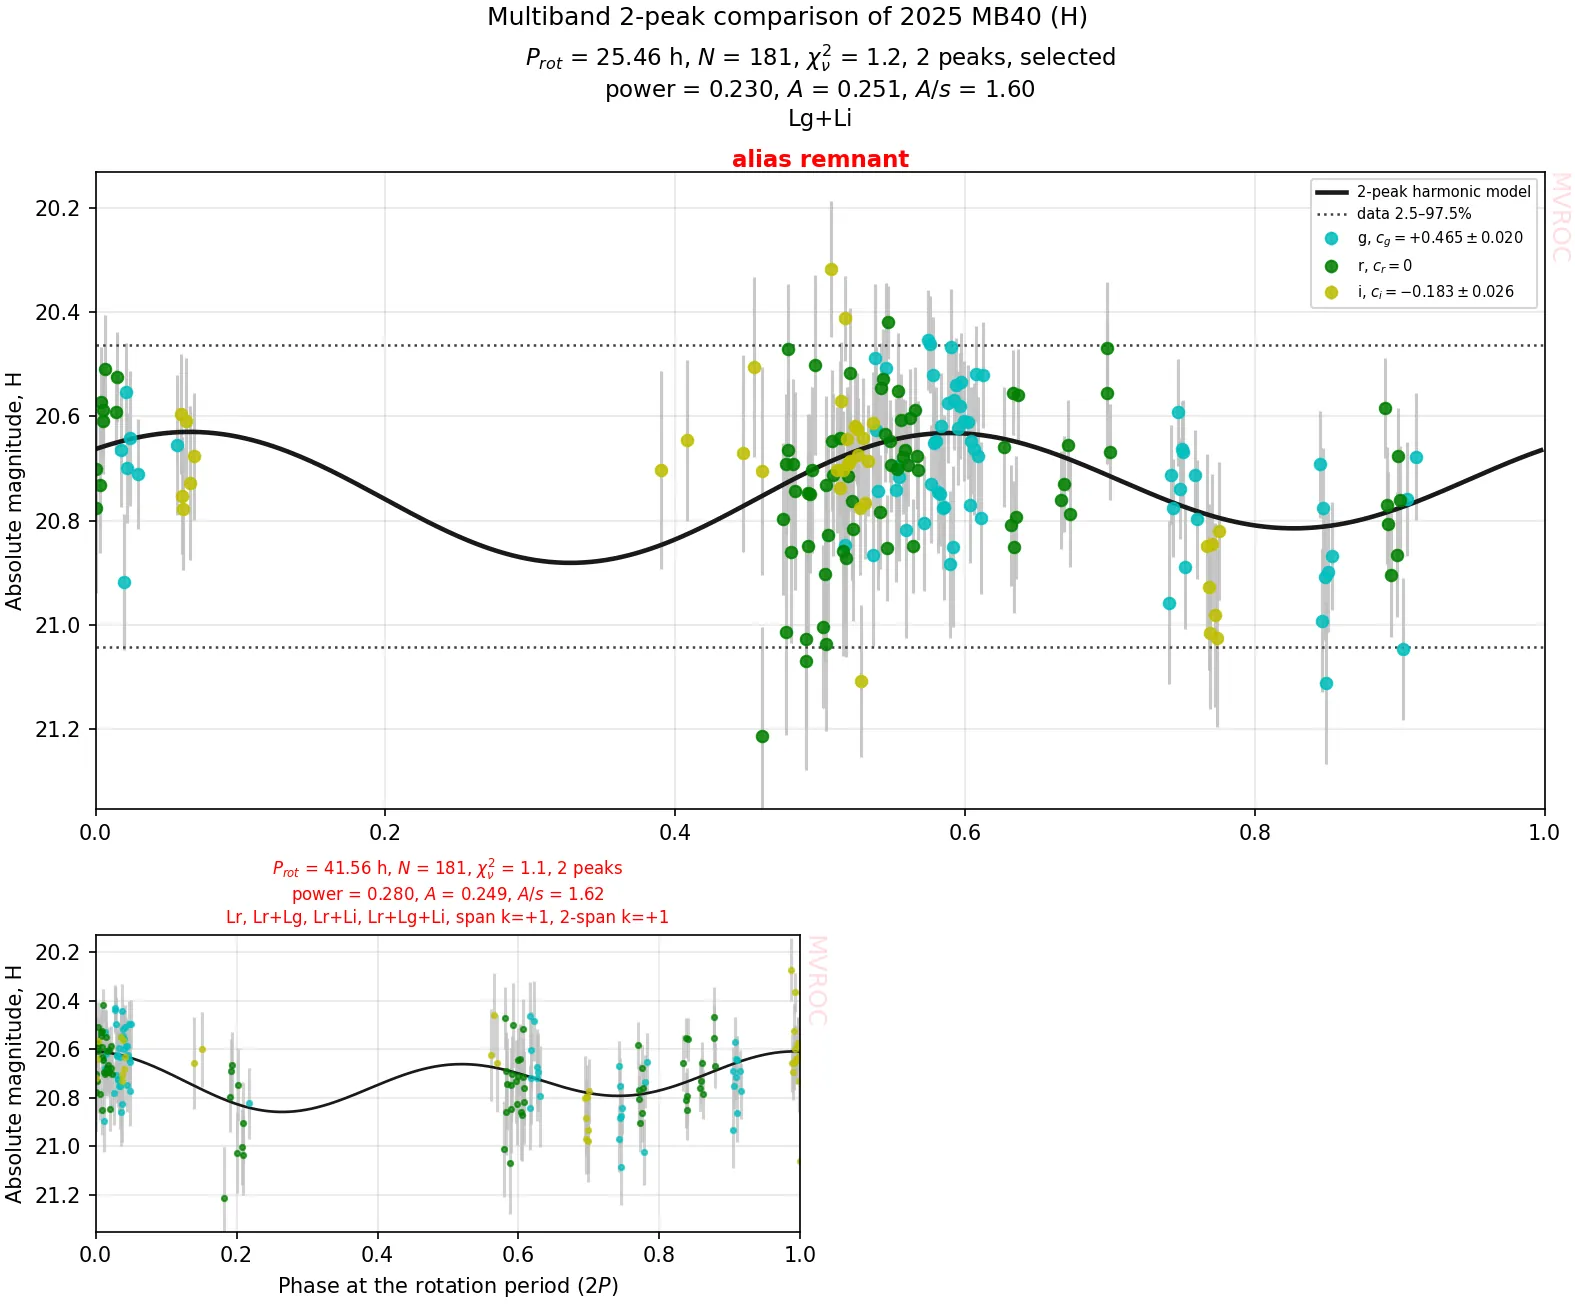 Multiband 2-peak comparison of 2025 MB40 (H)
P_rot = 25.46 h, N = 181, χ²_ν = 1.2, 2 peaks, selected
power = 0.230, A = 0.251, A/s = 1.60
Lg+Li
alias remnant
MVROC
2-peak harmonic model
data 2.5–97.5%
g, c_g = +0.465 ± 0.020
r, c_r = 0
i, c_i = −0.183 ± 0.026
Absolute magnitude, H
20.2
20.4
20.6
20.8
21.0
21.2
0.0 0.2 0.4 0.6 0.8 1.0
P_rot = 41.56 h, N = 181, χ²_ν = 1.1, 2 peaks
power = 0.280, A = 0.249, A/s = 1.62
Lr, Lr+Lg, Lr+Li, Lr+Lg+Li, span k=+1, 2-span k=+1
MVROC
Absolute magnitude, H
20.2
20.4
20.6
20.8
21.0
21.2
0.0 0.2 0.4 0.6 0.8 1.0
Phase at the rotation period (2P)